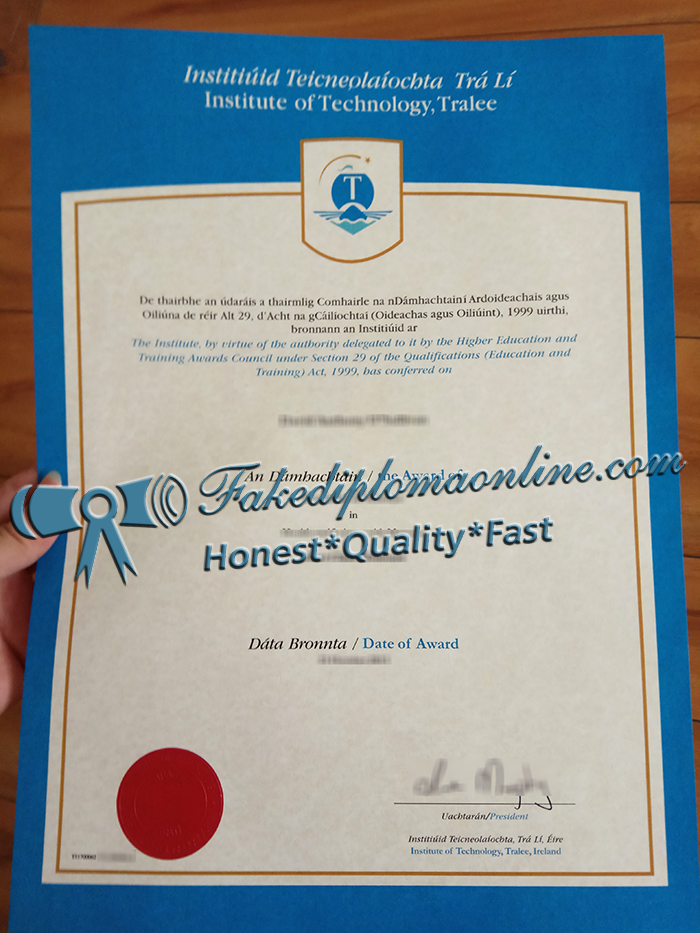 Institiúid Teicneolaíochta Trá Lí
Institute of Technology, Tralee
T
De thairbhe an údaráis a thairmlig Comhairle na nDámhachtainí Ardoideachais agus
Oiliúna de réir Alt 29, d'Acht na gCáilíochtaí (Oideachas agus Oiliúint), 1999 uirthi,
bronnann an Institiúid ar
The Institute, by virtue of the authority delegated to it by the Higher Education and
Training Awards Council under Section 29 of the Qualifications (Education and
Training) Act, 1999, has conferred on
An Dámhachtain / the Award of
Fakediplomaonline.com
in
Honest*Quality*Fast
Dáta Bronnta / Date of Award
Uachtarán/President
Institiúid Teicneolaíochta, Trá Lí, Éire
Institute of Technology, Tralee, Ireland